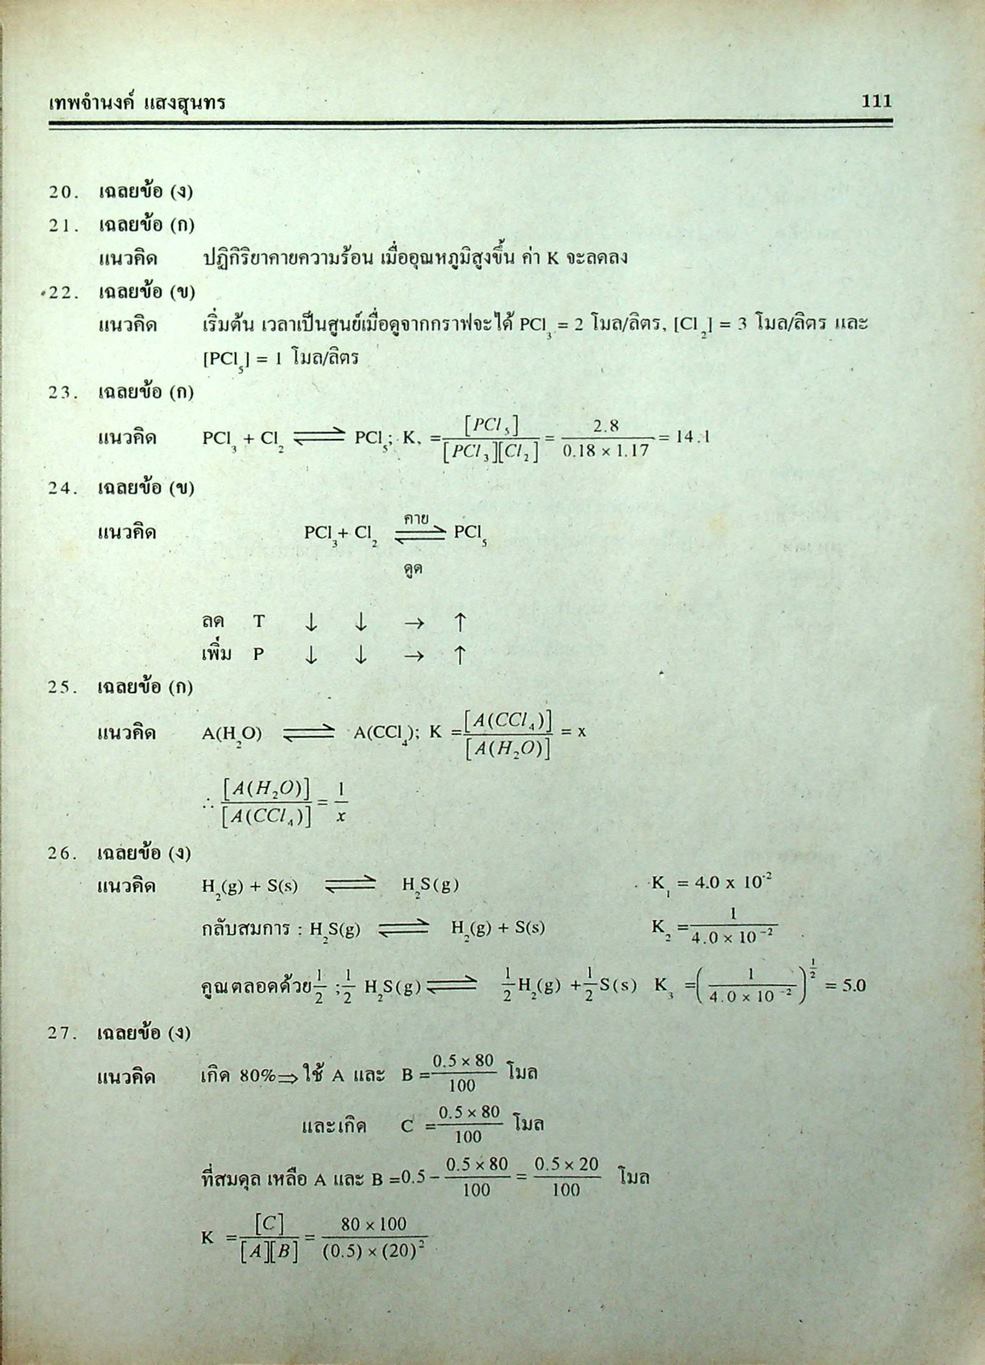 เทพจำนงค์ แสงสุนทร 111
20. เฉลยข้อ (ง)
21. เฉลยข้อ (ก)
แนวคิด ปฏิกิริยาคายความร้อน เมื่ออุณหภูมิสูงขึ้น ค่า K จะลดลง
22. เฉลยข้อ (ข)
แนวคิด เริ่มต้น เวลาเป็นศูนย์เมื่อดูจากกราฟจะได้ PCl₃ = 2 โมล/ลิตร, [Cl₂] = 3 โมล/ลิตร และ
[PCl₅] = 1 โมล/ลิตร
23. เฉลยข้อ (ก)
แนวคิด PCl₃ + Cl₂ ⇌ PCl₅; K, = [PCl₅]/[PCl₃][Cl₂] = 2.8/(0.18 × 1.17) = 14.1
24. เฉลยข้อ (ข)
คาย
แนวคิด PCl₃ + Cl₂ ⇌ PCl₅
ดูด
ลด T ↓ ↓ → ↑
เพิ่ม P ↓ ↓ → ↑
25. เฉลยข้อ (ก)
แนวคิด A(H₂O) ⇌ A(CCl₄); K = [A(CCl₄)]/[A(H₂O)] = x
∴ [A(H₂O)]/[A(CCl₄)] = 1/x
26. เฉลยข้อ (ง)
แนวคิด H₂(g) + S(s) ⇌ H₂S(g) K₁ = 4.0 x 10⁻²
กลับสมการ : H₂S(g) ⇌ H₂(g) + S(s) K₂ = 1/(4.0 × 10⁻²)
คูณตลอดด้วย 1/2 ; 1/2 H₂S(g) ⇌ 1/2 H₂(g) + 1/2 S(s) K₃ = (1/(4.0 × 10⁻²))^(1/2) = 5.0
27. เฉลยข้อ (ง)
แนวคิด เกิด 80% ⇒ ใช้ A และ B = (0.5 × 80)/100 โมล
และเกิด C = (0.5 × 80)/100 โมล
ที่สมดุล เหลือ A และ B = 0.5 − (0.5 × 80)/100 = (0.5 × 20)/100 โมล
K = [C]/[A][B] = (80 × 100)/((0.5) × (20)²)